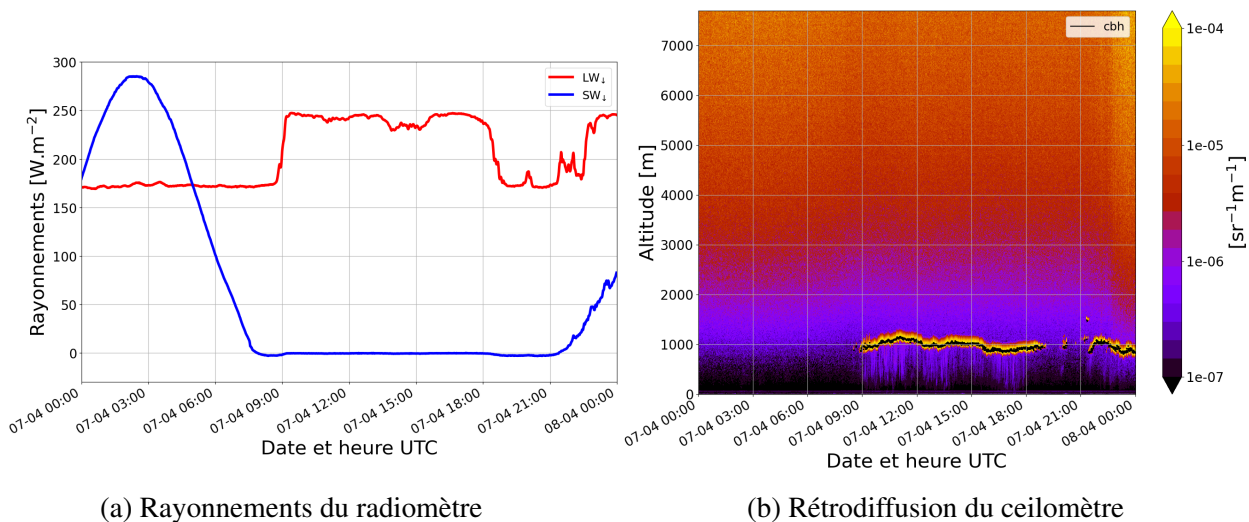 Rayonnements [W.m⁻²]
300
250
200
150
100
50
0
LW↓
SW↓
07-04 00:00
07-04 03:00
07-04 06:00
07-04 09:00
07-04 12:00
07-04 15:00
07-04 18:00
07-04 21:00
08-04 00:00
Date et heure UTC
(a) Rayonnements du radiomètre
Altitude [m]
7000
6000
5000
4000
3000
2000
1000
0
cbh
07-04 00:00
07-04 03:00
07-04 06:00
07-04 09:00
07-04 12:00
07-04 15:00
07-04 18:00
07-04 21:00
08-04 00:00
Date et heure UTC
1e-04
1e-05
1e-06
1e-07
[sr⁻¹m⁻¹]
(b) Rétrodiffusion du ceilomètre